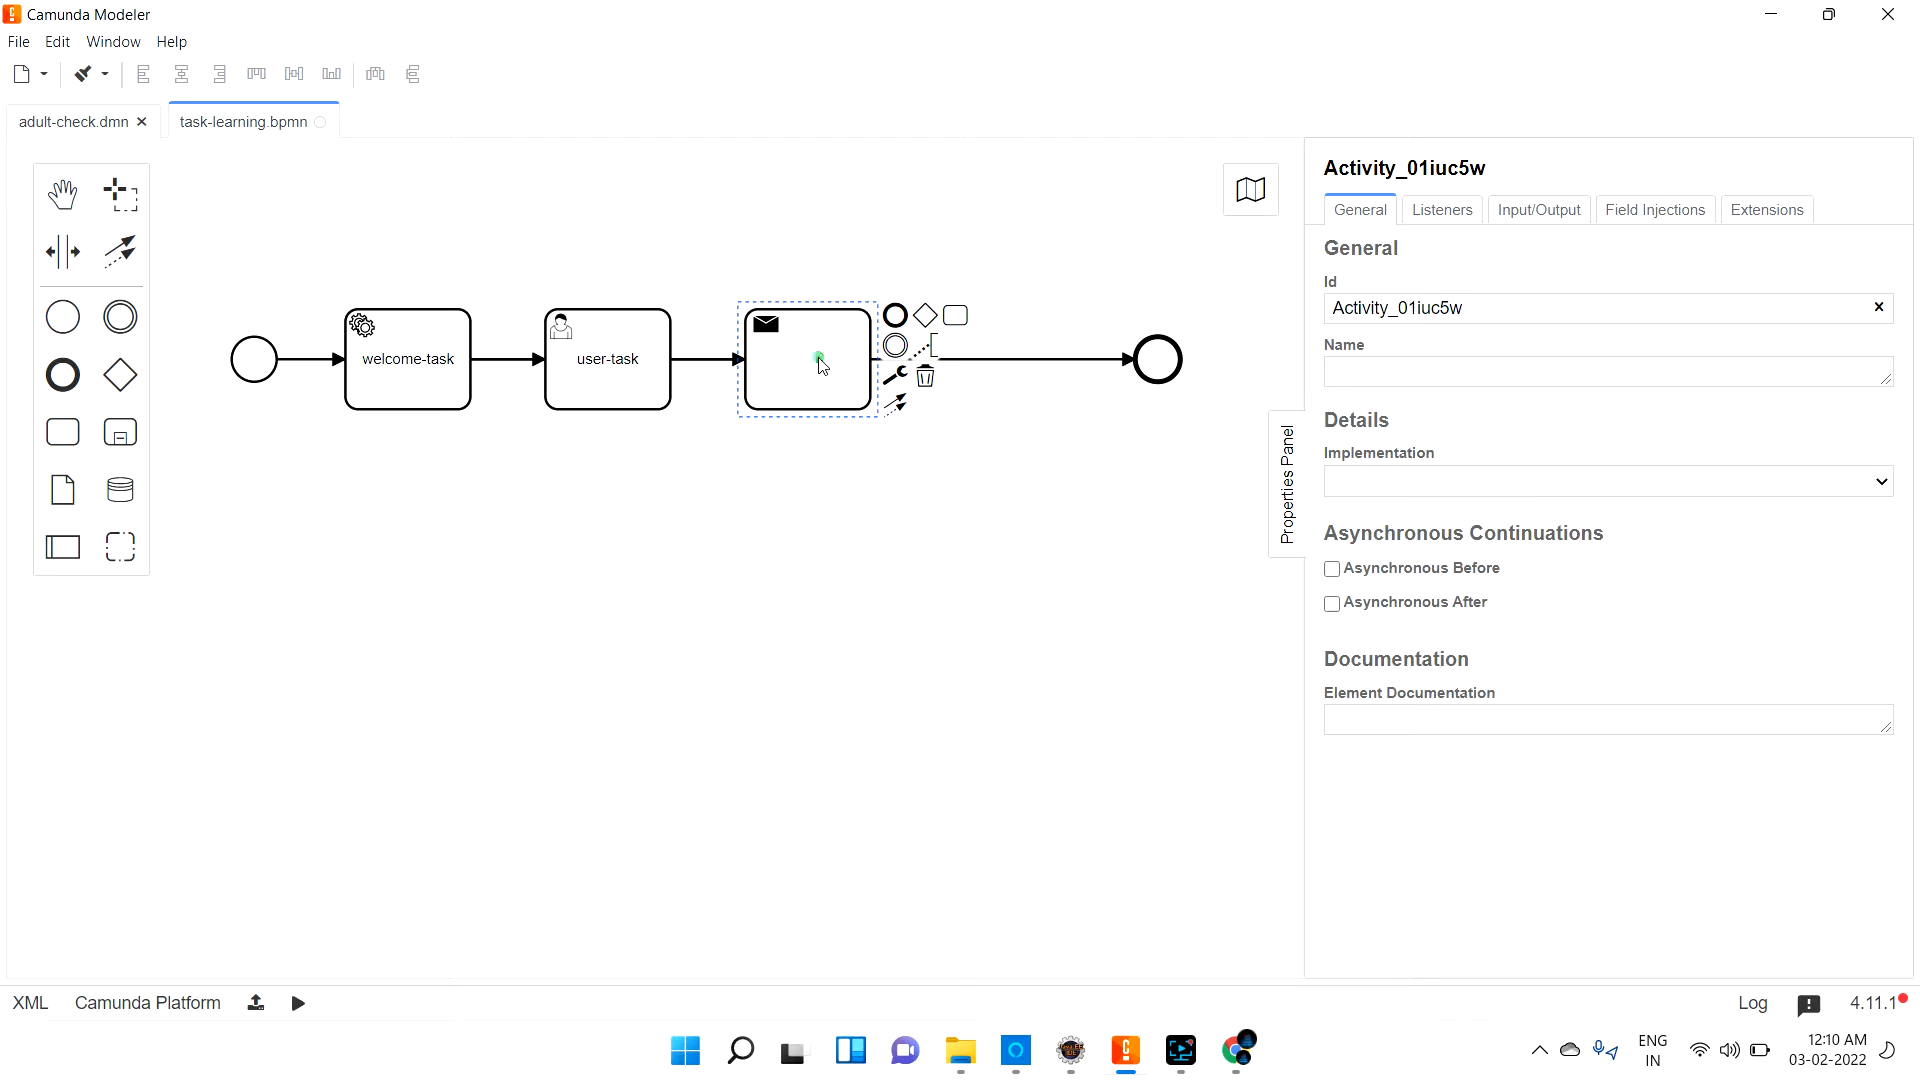 Camunda Modeler
File Edit Window Help
adult-check.dmn
task-learning.bpmn
Activity_01iuc5w
General Listeners Input/Output Field Injections Extensions
General
Id
Activity_01iuc5w
Name
welcome-task
user-task
Details
Implementation
Properties Panel
Asynchronous Continuations
Asynchronous Before
Asynchronous After
Documentation
Element Documentation
XML Camunda Platform
Log 4.11.1
ENG
IN
12:10 AM
03-02-2022